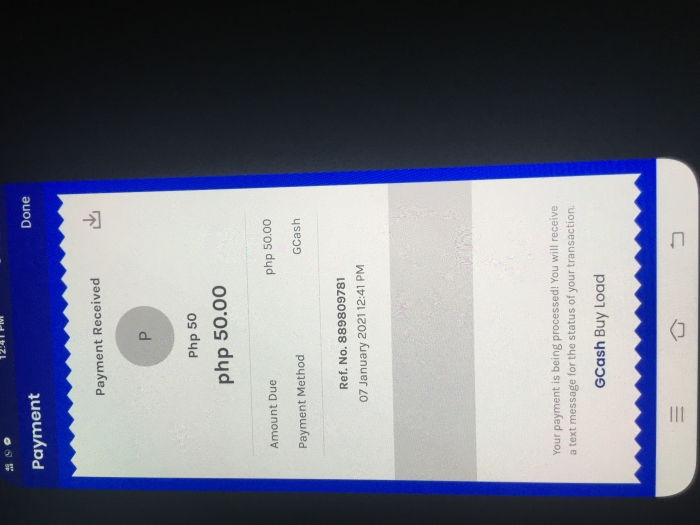 12:41 PM
Payment
Done
Payment Received
P
Php 50
php 50.00
Amount Due php 50.00
Payment Method GCash
Ref. No. 889809781
07 January 2021 12:41 PM
Your payment is being processed! You will receive
a text message for the status of your transaction.
GCash Buy Load